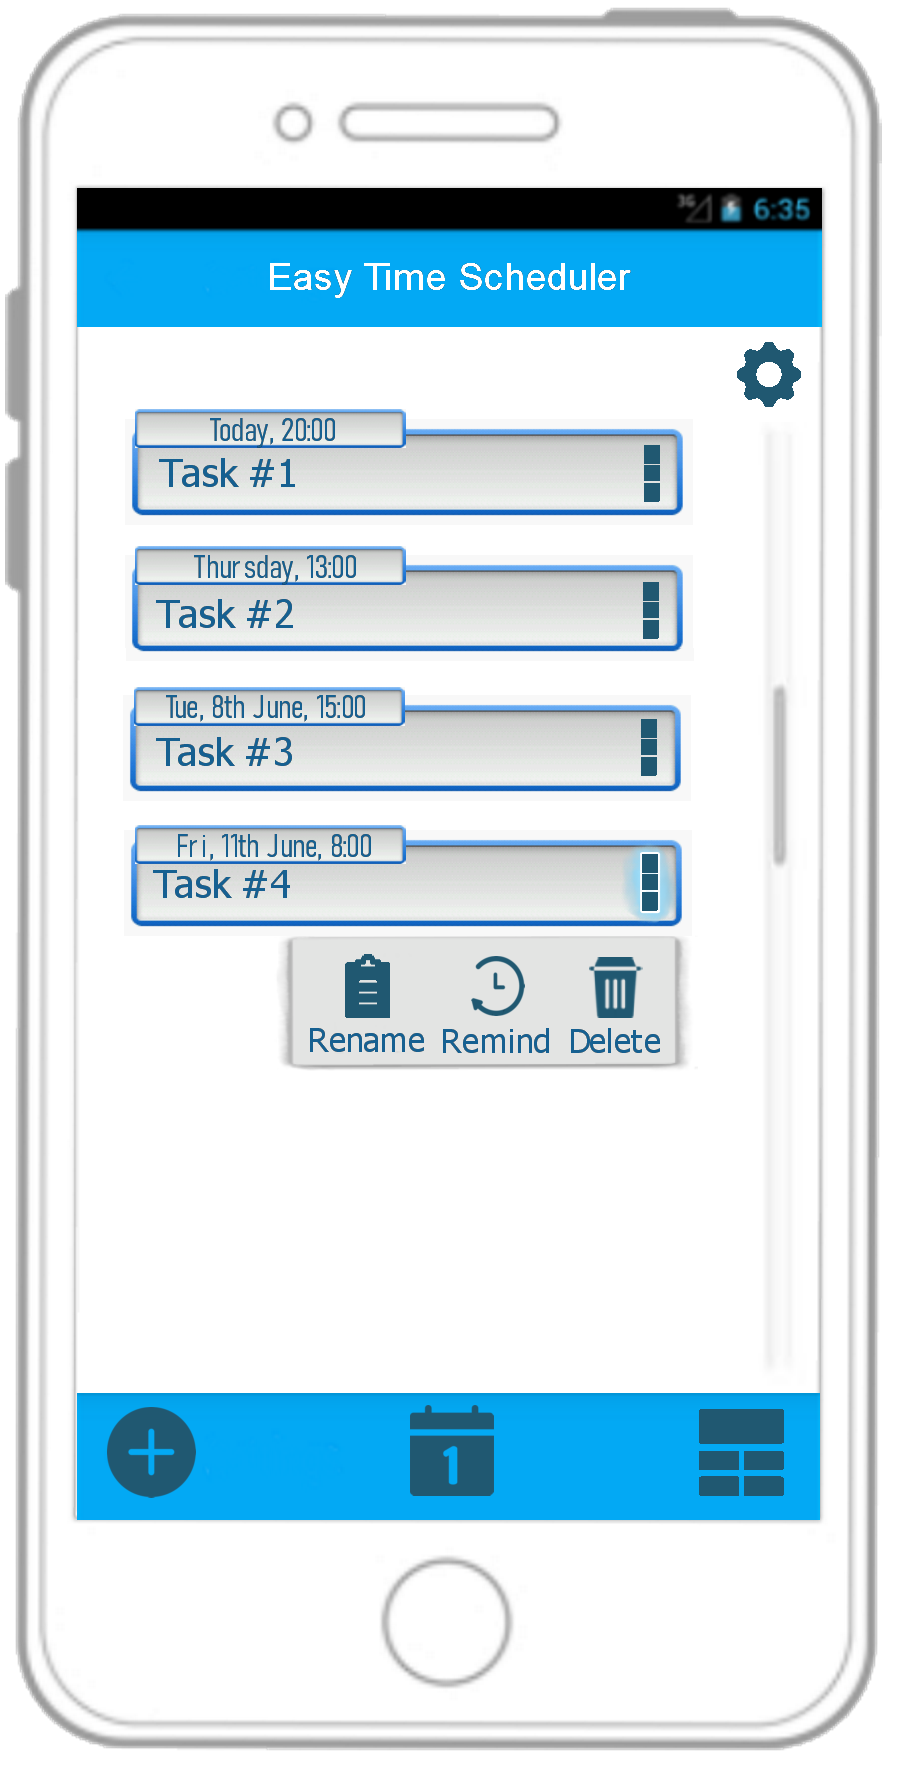 3G 6:35
Easy Time Scheduler
Today, 20:00
Task #1
Thursday, 13:00
Task #2
Tue, 8th June, 15:00
Task #3
Fri, 11th June, 8:00
Task #4
Rename Remind Delete
1